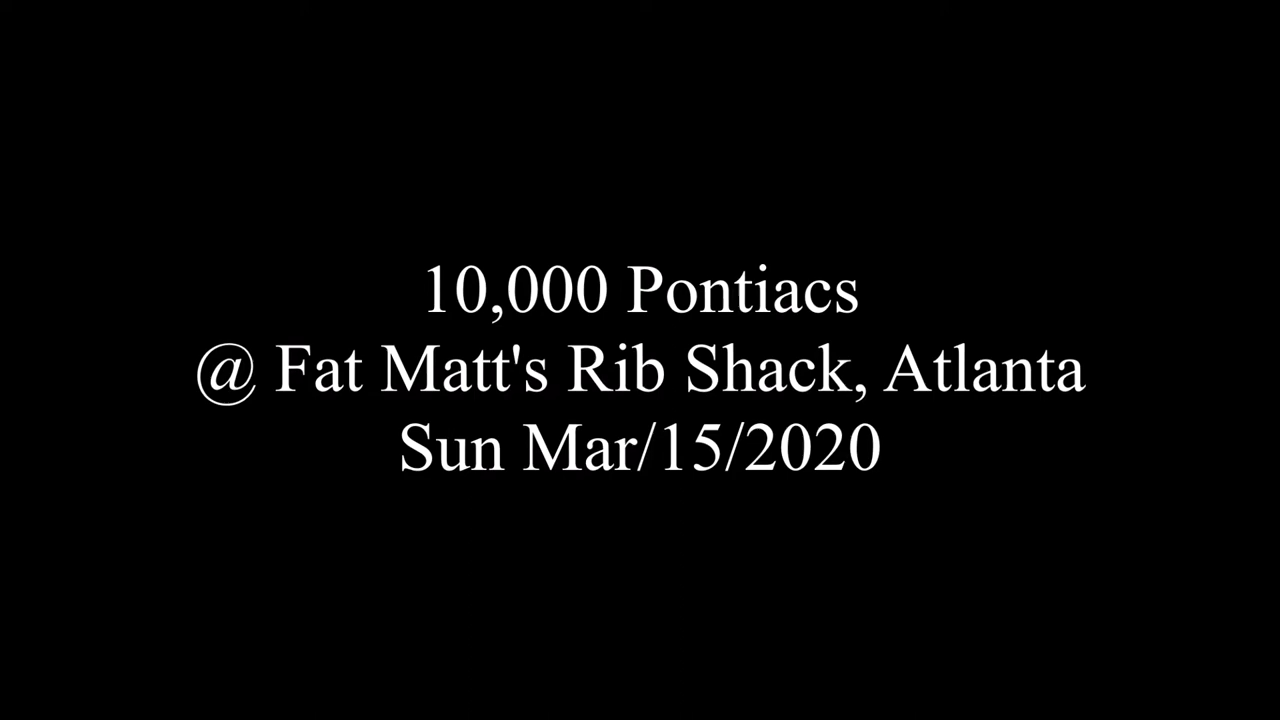 10,000 Pontiacs
@ Fat Matt's Rib Shack, Atlanta
Sun Mar/15/2020